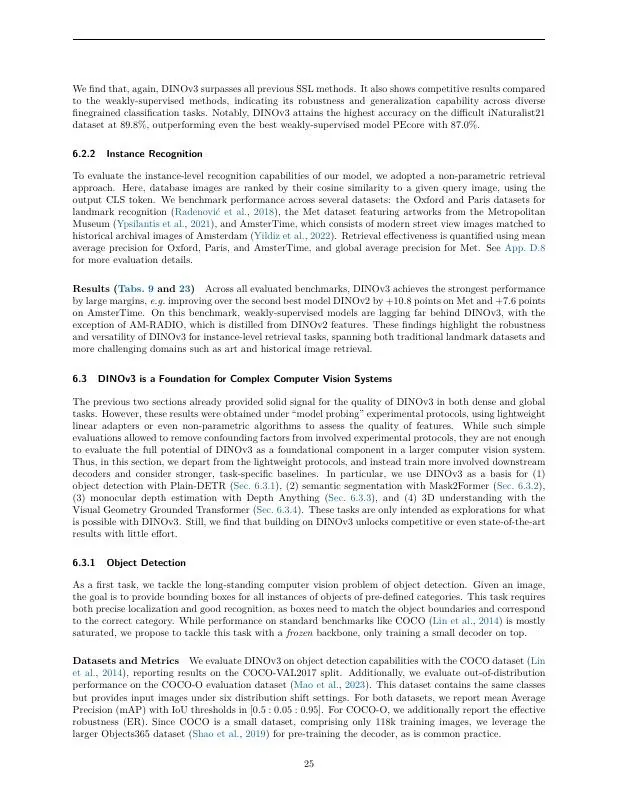 We find that, again, DINOv3 surpasses all previous SSL methods. It also shows competitive results compared
to the weakly-supervised methods, indicating its robustness and generalization capability across diverse
finegrained classification tasks. Notably, DINOv3 attains the highest accuracy on the difficult iNaturalist21
dataset at 89.8%, outperforming even the best weakly-supervised model PEcore with 87.0%.
6.2.2 Instance Recognition
To evaluate the instance-level recognition capabilities of our model, we adopted a non-parametric retrieval
approach. Here, database images are ranked by their cosine similarity to a given query image, using the
output CLS token. We benchmark performance across several datasets: the Oxford and Paris datasets for
landmark recognition (Radenović et al., 2018), the Met dataset featuring artworks from the Metropolitan
Museum (Ypsilantis et al., 2021), and AmsterTime, which consists of modern street view images matched to
historical archival images of Amsterdam (Yildiz et al., 2022). Retrieval effectiveness is quantified using mean
average precision for Oxford, Paris, and AmsterTime, and global average precision for Met. See App. D.8
for more evaluation details.
Results (Tabs. 9 and 23) Across all evaluated benchmarks, DINOv3 achieves the strongest performance
by large margins, e.g. improving over the second best model DINOv2 by +10.8 points on Met and +7.6 points
on AmsterTime. On this benchmark, weakly-supervised models are lagging far behind DINOv3, with the
exception of AM-RADIO, which is distilled from DINOv2 features. These findings highlight the robustness
and versatility of DINOv3 for instance-level retrieval tasks, spanning both traditional landmark datasets and
more challenging domains such as art and historical image retrieval.
6.3 DINOv3 is a Foundation for Complex Computer Vision Systems
The previous two sections already provided solid signal for the quality of DINOv3 in both dense and global
tasks. However, these results were obtained under “model probing” experimental protocols, using lightweight
linear adapters or even non-parametric algorithms to assess the quality of features. While such simple
evaluations allowed to remove confounding factors from involved experimental protocols, they are not enough
to evaluate the full potential of DINOv3 as a foundational component in a larger computer vision system.
Thus, in this section, we depart from the lightweight protocols, and instead train more involved downstream
decoders and consider stronger, task-specific baselines. In particular, we use DINOv3 as a basis for (1)
object detection with Plain-DETR (Sec. 6.3.1), (2) semantic segmentation with Mask2Former (Sec. 6.3.2),
(3) monocular depth estimation with Depth Anything (Sec. 6.3.3), and (4) 3D understanding with the
Visual Geometry Grounded Transformer (Sec. 6.3.4). These tasks are only intended as explorations for what
is possible with DINOv3. Still, we find that building on DINOv3 unlocks competitive or even state-of-the-art
results with little effort.
6.3.1 Object Detection
As a first task, we tackle the long-standing computer vision problem of object detection. Given an image,
the goal is to provide bounding boxes for all instances of objects of pre-defined categories. This task requires
both precise localization and good recognition, as boxes need to match the object boundaries and correspond
to the correct category. While performance on standard benchmarks like COCO (Lin et al., 2014) is mostly
saturated, we propose to tackle this task with a frozen backbone, only training a small decoder on top.
Datasets and Metrics We evaluate DINOv3 on object detection capabilities with the COCO dataset (Lin
et al., 2014), reporting results on the COCO-VAL2017 split. Additionally, we evaluate out-of-distribution
performance on the COCO-O evaluation dataset (Mao et al., 2023). This dataset contains the same classes
but provides input images under six distribution shift settings. For both datasets, we report mean Average
Precision (mAP) with IoU thresholds in [0.5 : 0.05 : 0.95]. For COCO-O, we additionally report the effective
robustness (ER). Since COCO is a small dataset, comprising only 118k training images, we leverage the
larger Objects365 dataset (Shao et al., 2019) for pre-training the decoder, as is common practice.
25